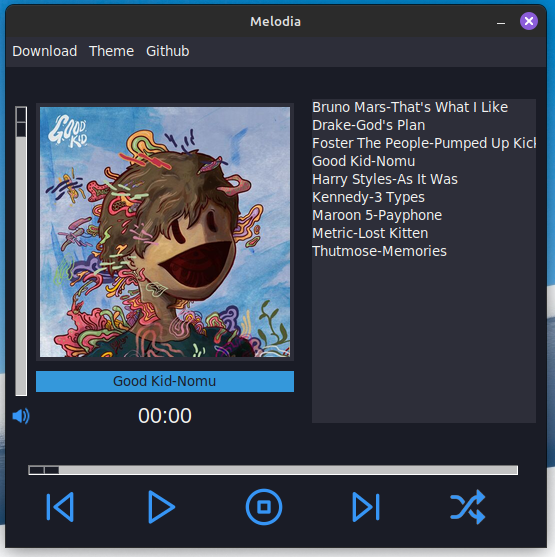 Melodia
Download Theme Github
GOOD
KID
Bruno Mars-That's What I Like
Drake-God's Plan
Foster The People-Pumped Up Kick
Good Kid-Nomu
Harry Styles-As It Was
Kennedy-3 Types
Maroon 5-Payphone
Metric-Lost Kitten
Thutmose-Memories
Good Kid-Nomu
00:00